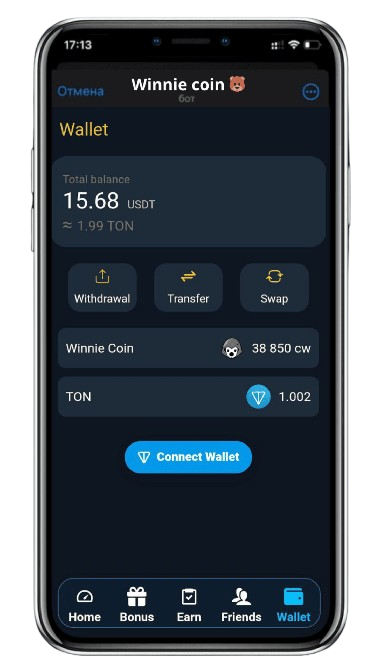 17:13
Отмена
Winnie coin 🐻
бот
Wallet
Total balance
15.68 USDT
≈ 1.99 TON
Withdrawal
Transfer
Swap
Winnie Coin 38 850 cw
TON 1.002
Connect Wallet
Home Bonus Earn Friends Wallet